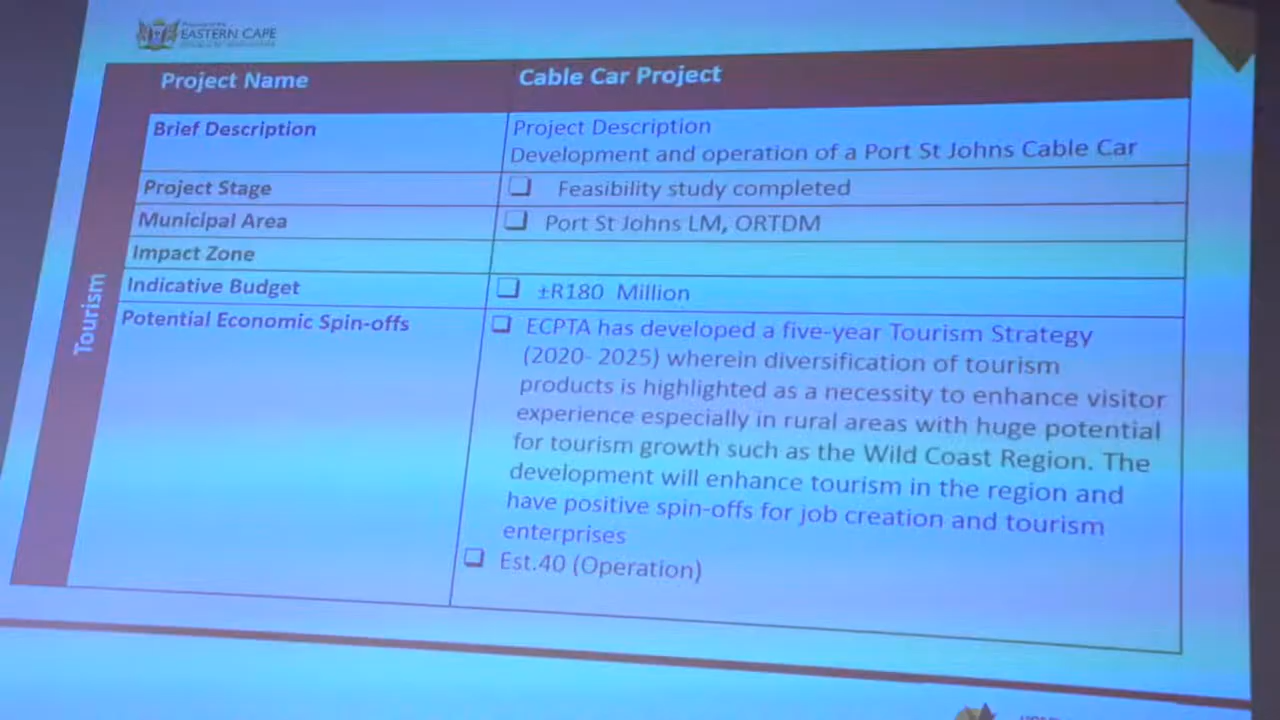 EASTERN CAPE
Project Name Cable Car Project
Brief Description Project Description
Development and operation of a Port St Johns Cable Car
Project Stage Feasibility study completed
Municipal Area Port St Johns LM, ORTDM
Impact Zone
Indicative Budget ±R180 Million
Tourism
Potential Economic Spin-offs ECPTA has developed a five-year Tourism Strategy
(2020- 2025) wherein diversification of tourism
products is highlighted as a necessity to enhance visitor
experience especially in rural areas with huge potential
for tourism growth such as the Wild Coast Region. The
development will enhance tourism in the region and
have positive spin-offs for job creation and tourism
enterprises
Est.40 (Operation)